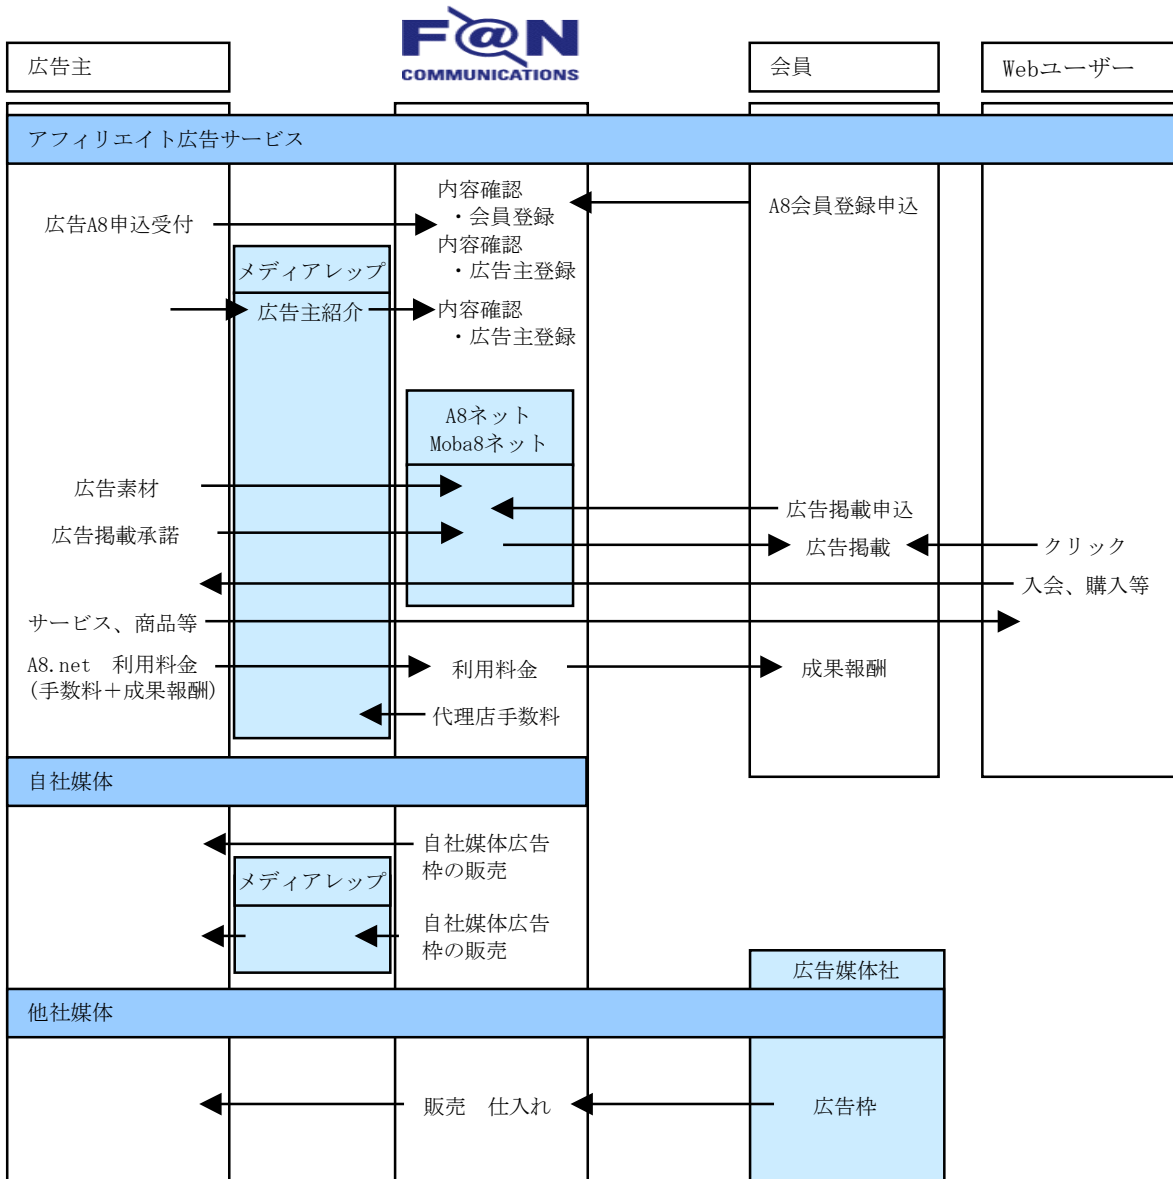 F@N
COMMUNICATIONS
広告主
会員
Webユーザー
アフィリエイト広告サービス
内容確認
・会員登録
A8会員登録申込
広告A8申込受付
内容確認
・広告主登録
メディアレップ
広告主紹介
内容確認
・広告主登録
A8ネット
Moba8ネット
広告素材
広告掲載申込
広告掲載承諾
広告掲載
クリック
入会、購入等
サービス、商品等
A8.net 利用料金
(手数料＋成果報酬)
利用料金
成果報酬
代理店手数料
自社媒体
自社媒体広告
枠の販売
メディアレップ
自社媒体広告
枠の販売
広告媒体社
他社媒体
販売 仕入れ
広告枠